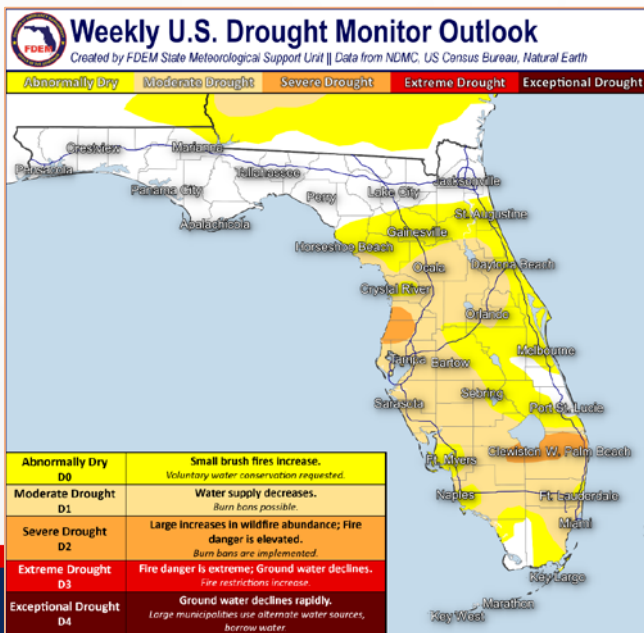 FDEM
Weekly U.S. Drought Monitor Outlook
Created by FDEM State Meteorological Support Unit || Data from NDMC, US Census Bureau, Natural Earth
Abnormally Dry Moderate Drought Severe Drought Extreme Drought Exceptional Drought
Crestview
Marianna
Pensacola
Tallahassee
Panama City
Perry
Lake City
Jacksonville
Apalachicola
St. Augustine
Gainesville
Horseshoe Beach
Ocala
Daytona Beach
Crystal River
Orlando
Melbourne
Tampa
Bartow
Sebring
Sarasota
Port St. Lucie
Clewiston
W. Palm Beach
Ft. Myers
Naples
Ft. Lauderdale
Miami
Key Largo
Marathon
Key West
Abnormally Dry
D0
Small brush fires increase.
Voluntary water conservation requested.
Moderate Drought
D1
Water supply decreases.
Burn bans possible.
Severe Drought
D2
Large increases in wildfire abundance; Fire
danger is elevated.
Burn bans are implemented.
Extreme Drought
D3
Fire danger is extreme; Ground water declines.
Fire restrictions increase.
Exceptional Drought
D4
Ground water declines rapidly.
Large municipalities use alternate water sources,
borrow water